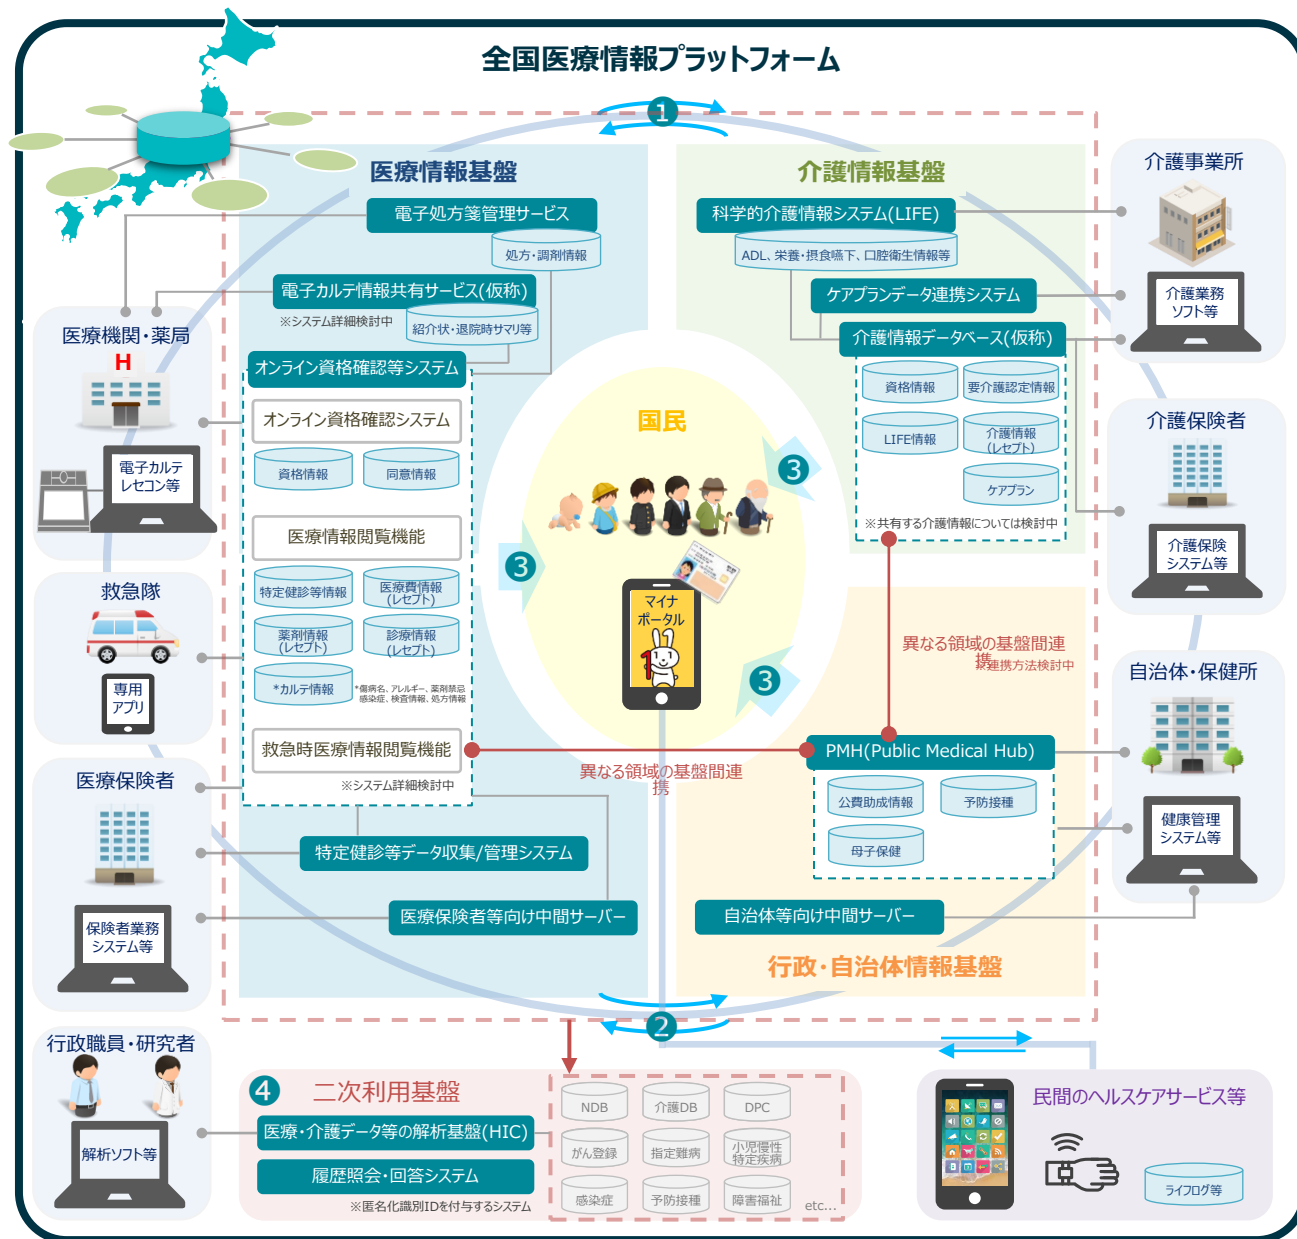 全国医療情報プラットフォーム
1
医療情報基盤
電子処方箋管理サービス
処方・調剤情報
電子カルテ情報共有サービス(仮称)
※システム詳細検討中
紹介状・退院時サマリ等
オンライン資格確認等システム
オンライン資格確認システム
資格情報
同意情報
医療情報閲覧機能
特定健診等情報
医療費情報
(レセプト)
薬剤情報
(レセプト)
診療情報
(レセプト)
*カルテ情報
*傷病名、アレルギー、薬剤禁忌
感染症、検査情報、処方情報
救急時医療情報閲覧機能
※システム詳細検討中
特定健診等データ収集/管理システム
医療保険者等向け中間サーバー
介護情報基盤
科学的介護情報システム(LIFE)
ADL、栄養・摂食嚥下、口腔衛生情報等
ケアプランデータ連携システム
介護情報データベース(仮称)
資格情報
要介護認定情報
LIFE情報
介護情報
(レセプト)
ケアプラン
※共有する介護情報については検討中
国民
3
3
3
マイナ
ポータル
異なる領域の基盤間連
携
※連携方法検討中
異なる領域の基盤間連
携
PMH(Public Medical Hub)
公費助成情報
予防接種
母子保健
自治体等向け中間サーバー
行政・自治体情報基盤
2
医療機関・薬局
H
電子カルテ
レセコン等
救急隊
専用
アプリ
医療保険者
保険者業務
システム等
行政職員・研究者
解析ソフト等
介護事業所
介護業務
ソフト等
介護保険者
介護保険
システム等
自治体・保健所
健康管理
システム等
4
二次利用基盤
医療・介護データ等の解析基盤(HIC)
履歴照会・回答システム
※匿名化識別IDを付与するシステム
NDB
介護DB
DPC
がん登録
指定難病
小児慢性
特定疾病
感染症
予防接種
障害福祉
etc...
民間のヘルスケアサービス等
ライフログ等